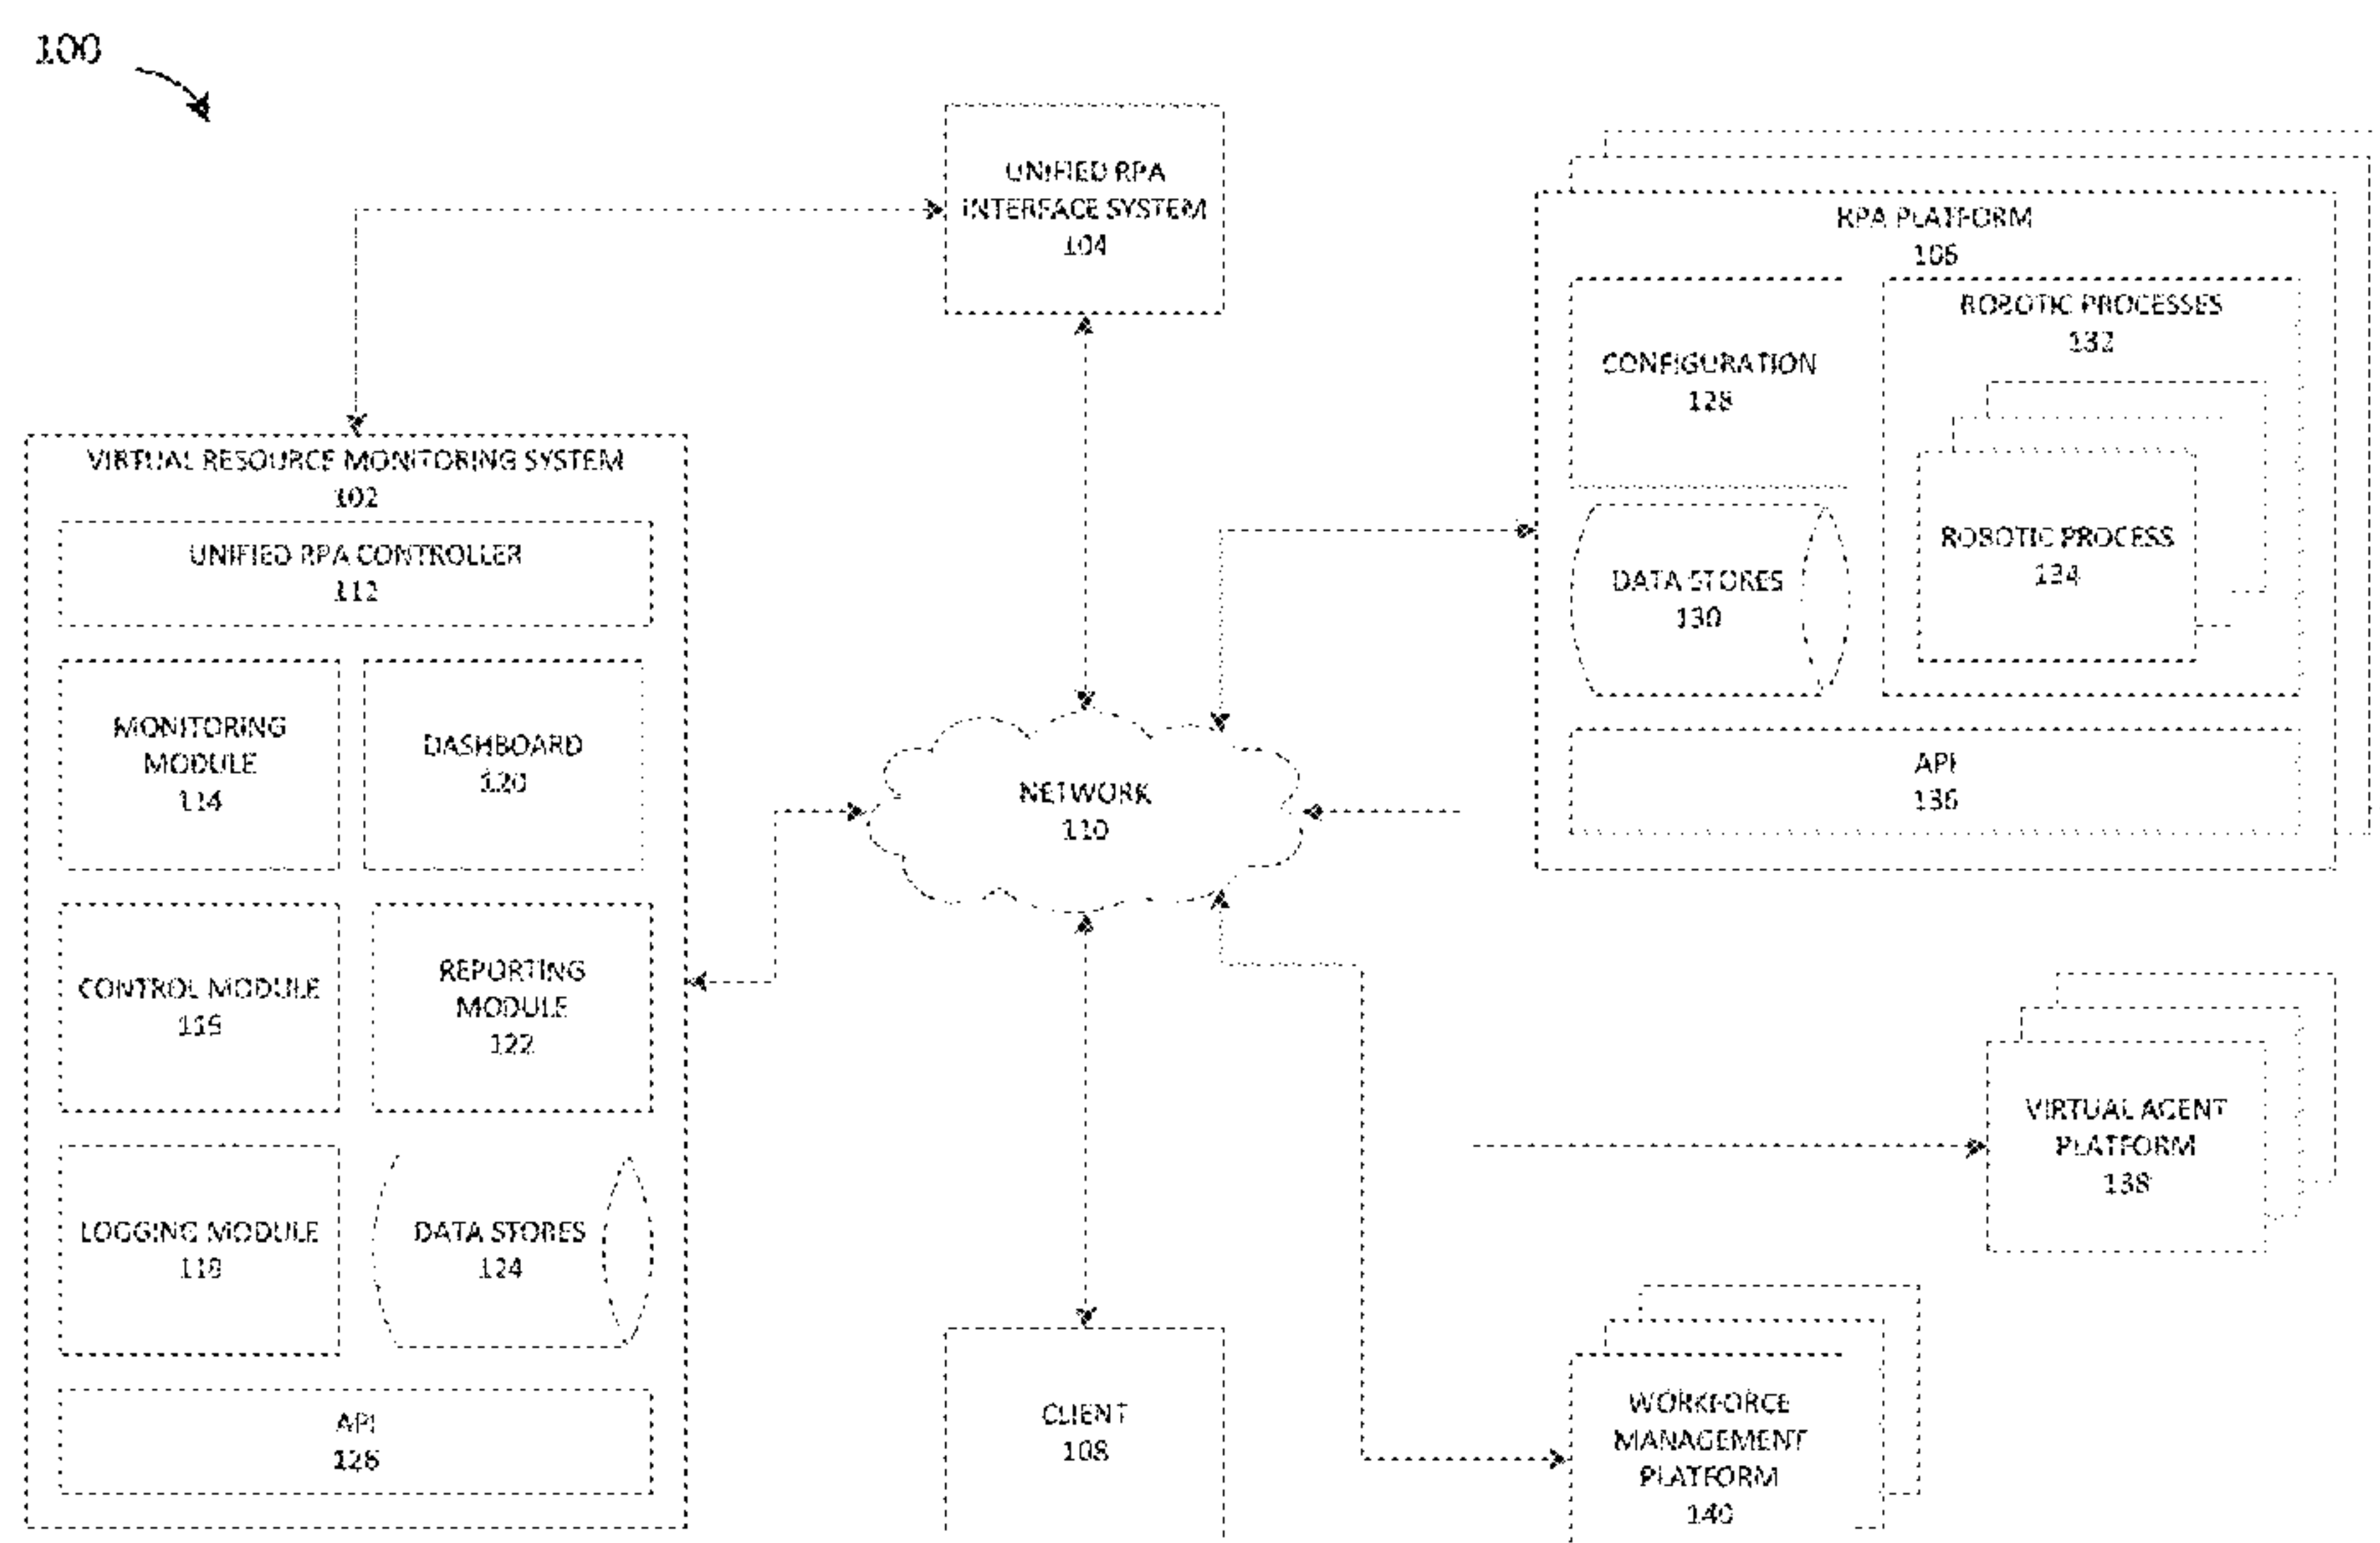 100
UNIFIED RPA
INTERFACE SYSTEM
104
RPA PLATFORM
106
CONFIGURATION
128
ROBOTIC PROCESSES
132
DATA STORES
130
ROBOTIC PROCESS
134
API
136
VIRTUAL RESOURCE MONITORING SYSTEM
102
UNIFIED RPA CONTROLLER
112
MONITORING
MODULE
114
DASHBOARD
120
CONTROL MODULE
116
REPORTING
MODULE
122
LOGGING MODULE
118
DATA STORES
124
API
126
NETWORK
110
CLIENT
108
VIRTUAL AGENT
PLATFORM
138
WORKFORCE
MANAGEMENT
PLATFORM
140